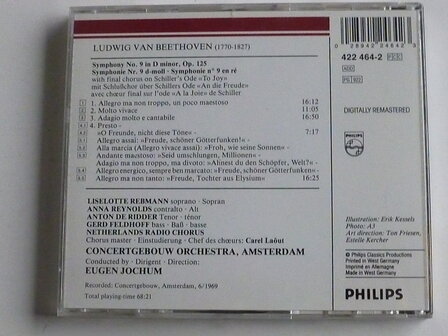 LUDWIG VAN BEETHOVEN (1770-1827)
Symphony No. 9 in D minor, Op. 125
Symphonie Nr. 9 d-moll · Symphonie n° 9 en ré
with final chorus on Schiller's Ode »To Joy«
mit Schlußchor über Schillers Ode »An die Freude«
avec chœur final sur l'ode »A la Joie« de Schiller
1. Allegro ma non troppo, un poco maestoso 16:12
2. Molto vivace 11:05
3. Adagio molto e cantabile 16:50
4. Presto -
»O Freunde, nicht diese Töne« 7:17
Allegro assai: »Freude, schöner Götterfunken!« -
Alla marcia (Allegro vivace assai): »Froh, wie seine Sonnen« -
Andante maestoso: »Seid umschlungen, Millionen« -
Adagio ma non troppo, ma divoto: »Ahnest du den Schöpfer, Welt?« -
Allegro energico, sempre ben marcato: »Freude, schöner Götterfunken« -
Allegro ma non tanto: »Freude, Tochter aus Elysium« 16:25
LISELOTTE REBMANN soprano · Sopran
ANNA REYNOLDS contralto · Alt
ANTON DE RIDDER Tenor · ténor
GERD FELDHOFF bass · Baß · basse
NETHERLANDS RADIO CHORUS
Chorus master · Einstudierung · Chef des chœurs: Carel Laöut
CONCERTGEBOUW ORCHESTRA, AMSTERDAM
Conducted by · Dirigent · Direction:
EUGEN JOCHUM
Recorded: Concertgebouw, Amsterdam, 6/1969
Total playing-time 68:21
0 28942 24642
422 464-2
ADD
PG 922
DIGITALLY REMASTERED
PHILIPS
Illustration: Erik Kessels
Photo: A3
Art direction: Ton Friesen,
Estelle Kercher
℗ Philips Classics Productions
Printed in West Germany
Imprimé en Allemagne
Made in West Germany
PHILIPS